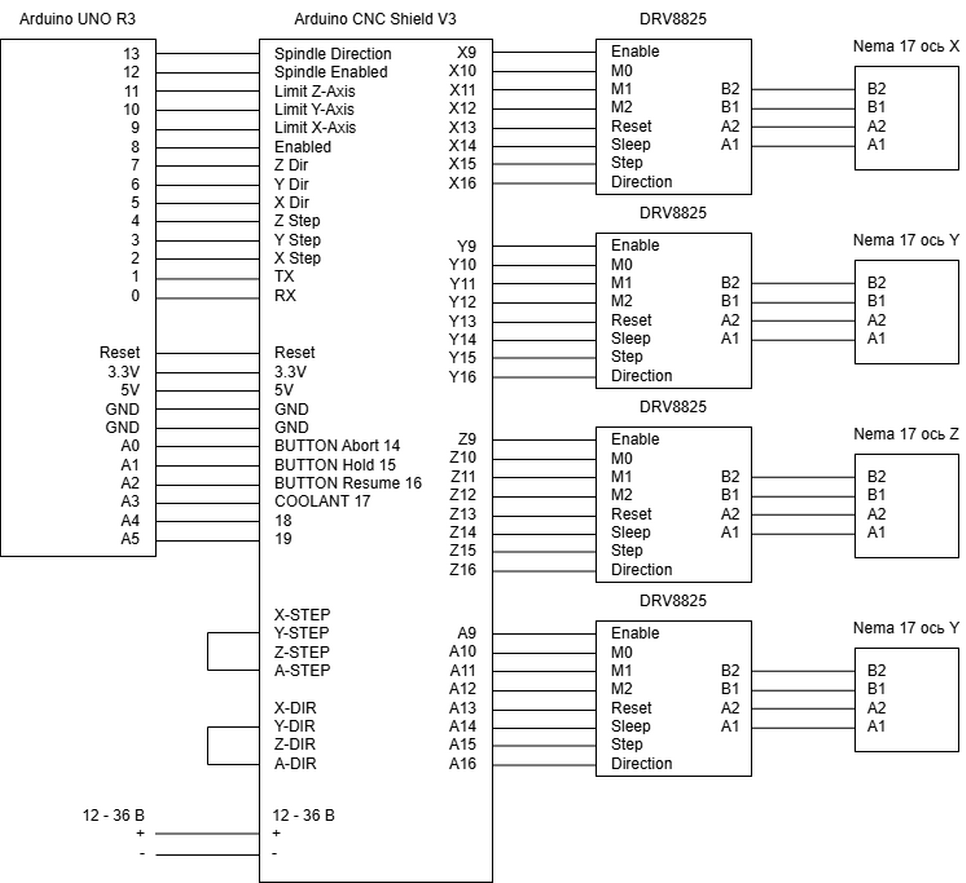 Arduino UNO R3
13
12
11
10
9
8
7
6
5
4
3
2
1
0
Reset
3.3V
5V
GND
GND
A0
A1
A2
A3
A4
A5
12 - 36 В
+
-
Arduino CNC Shield V3
Spindle Direction
Spindle Enabled
Limit Z-Axis
Limit Y-Axis
Limit X-Axis
Enabled
Z Dir
Y Dir
X Dir
Z Step
Y Step
X Step
TX
RX
Reset
3.3V
5V
GND
GND
BUTTON Abort 14
BUTTON Hold 15
BUTTON Resume 16
COOLANT 17
18
19
X-STEP
Y-STEP
Z-STEP
A-STEP
X-DIR
Y-DIR
Z-DIR
A-DIR
12 - 36 В
+
-
X9
X10
X11
X12
X13
X14
X15
X16
Y9
Y10
Y11
Y12
Y13
Y14
Y15
Y16
Z9
Z10
Z11
Z12
Z13
Z14
Z15
Z16
A9
A10
A11
A12
A13
A14
A15
A16
DRV8825
Enable
M0
M1
M2
Reset
Sleep
Step
Direction
B2
B1
A2
A1
Nema 17 ось X
B2
B1
A2
A1
DRV8825
Enable
M0
M1
M2
Reset
Sleep
Step
Direction
B2
B1
A2
A1
Nema 17 ось Y
B2
B1
A2
A1
DRV8825
Enable
M0
M1
M2
Reset
Sleep
Step
Direction
B2
B1
A2
A1
Nema 17 ось Z
B2
B1
A2
A1
DRV8825
Enable
M0
M1
M2
Reset
Sleep
Step
Direction
B2
B1
A2
A1
Nema 17 ось Y
B2
B1
A2
A1